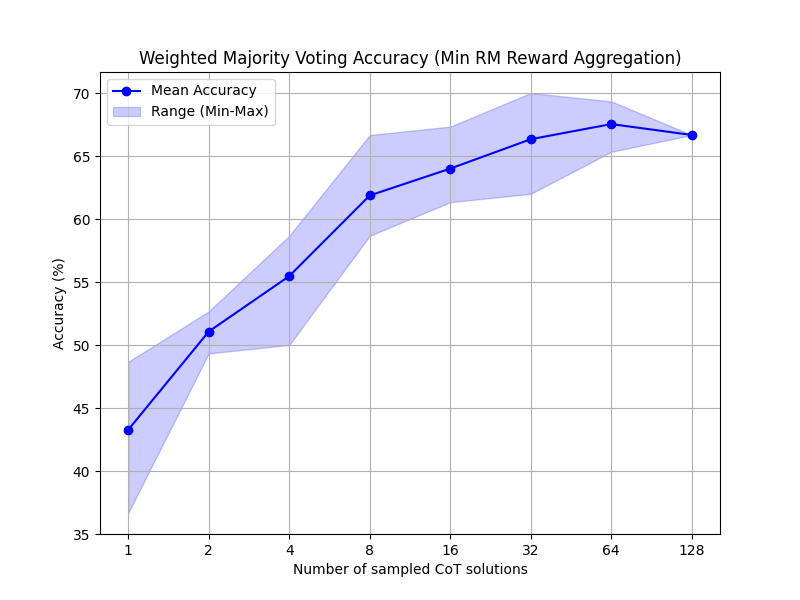 Weighted Majority Voting Accuracy (Min RM Reward Aggregation)
Mean Accuracy
Range (Min-Max)
70
65
60
55
50
45
40
35
Accuracy (%)
1 2 4 8 16 32 64 128
Number of sampled CoT solutions